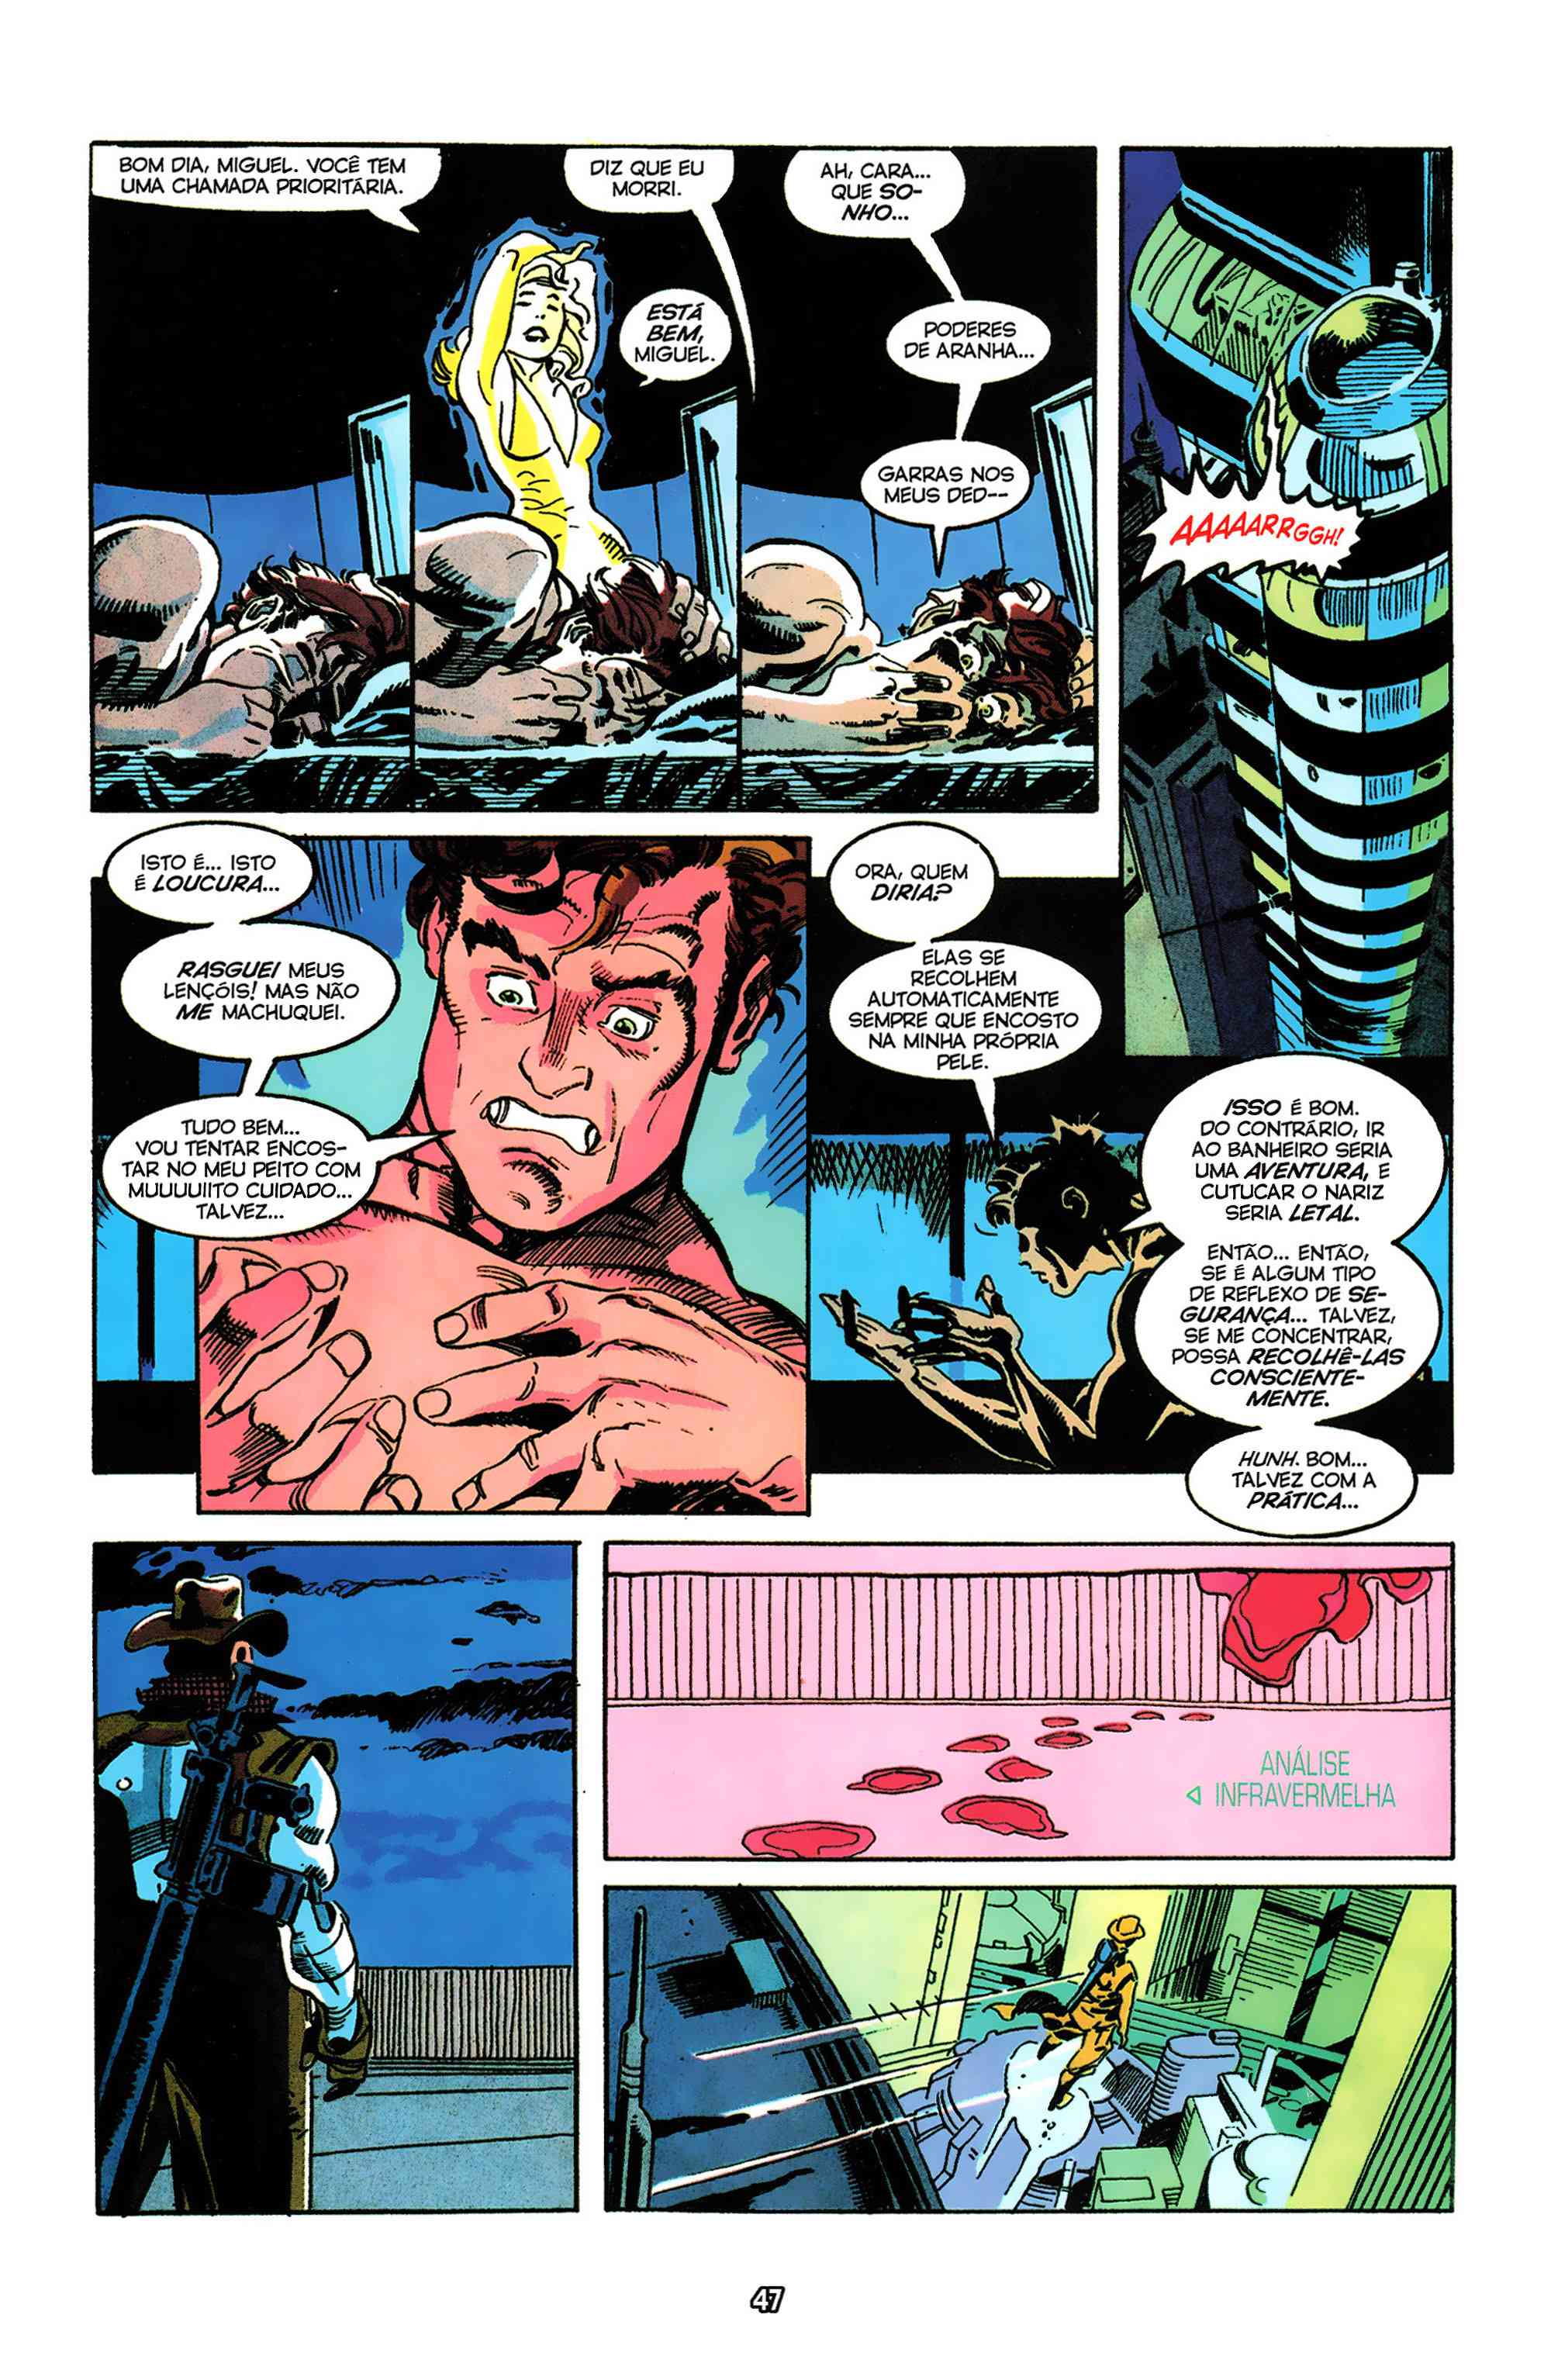 BOM DIA, MIGUEL. VOCÊ TEM
UMA CHAMADA PRIORITÁRIA.
DIZ QUE EU
MORRI.
ESTÁ
BEM,
MIGUEL.
AH, CARA...
QUE SO-
NHO...
PODERES
DE ARANHA...
GARRAS NOS
MEUS DED--
AAAAARRGGH!
ISTO É... ISTO
É LOUCURA...
RASGUEI MEUS
LENÇÓIS! MAS NÃO
ME MACHUQUEI.
TUDO BEM...
VOU TENTAR ENCOS-
TAR NO MEU PEITO COM
MUUUUIITO CUIDADO...
TALVEZ...
ORA, QUEM
DIRIA?
ELAS SE
RECOLHEM
AUTOMATICAMENTE
SEMPRE QUE ENCOSTO
NA MINHA PRÓPRIA
PELE.
ISSO É BOM.
DO CONTRÁRIO, IR
AO BANHEIRO SERIA
UMA AVENTURA, E
CUTUCAR O NARIZ
SERIA LETAL.
ENTÃO... ENTÃO,
SE É ALGUM TIPO
DE REFLEXO DE SE-
GURANÇA... TALVEZ,
SE ME CONCENTRAR,
POSSA RECOLHÊ-LAS
CONSCIENTE-
MENTE.
HUNH. BOM...
TALVEZ COM A
PRÁTICA...
ANÁLISE
INFRAVERMELHA
47